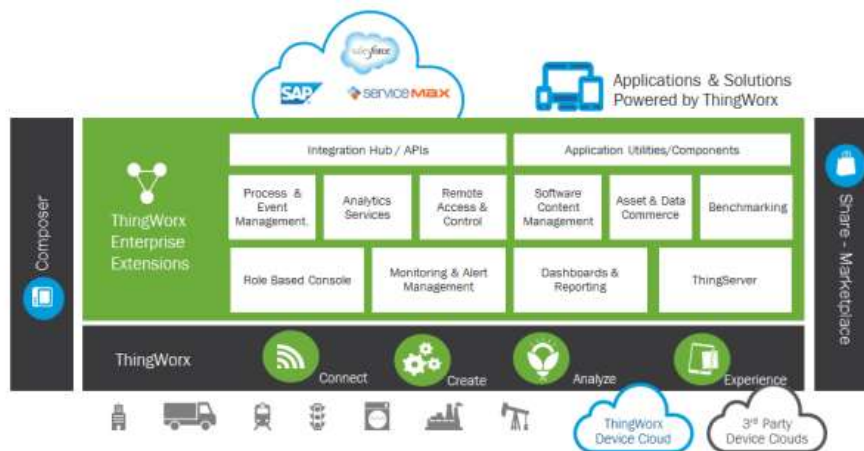 salesforce
SAP
serviceMAX
Applications & Solutions
Powered by ThingWorx
Composer
ThingWorx
Enterprise
Extensions
Integration Hub / APIs
Application Utilities/Components
Process &
Event
Management.
Analytics
Services
Remote
Access &
Control
Software
Content
Management
Asset & Data
Commerce
Benchmarking
Role Based Console
Monitoring & Alert
Management
Dashboards &
Reporting
ThingServer
Share - Marketplace
ThingWorx
Connect
Create
Analyze
Experience
ThingWorx
Device Cloud
3rd Party
Device Clouds